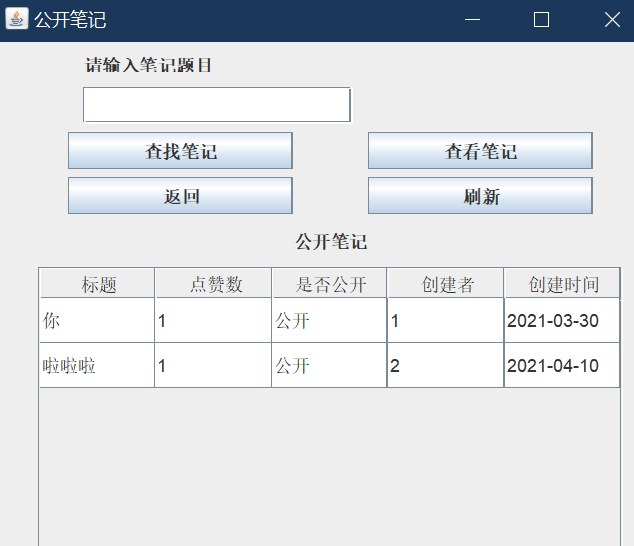 公开笔记
请输入笔记题目
查找笔记 查看笔记
返回 刷新
公开笔记
标题 点赞数 是否公开 创建者 创建时间
你 1 公开 1 2021-03-30
啦啦啦 1 公开 2 2021-04-10